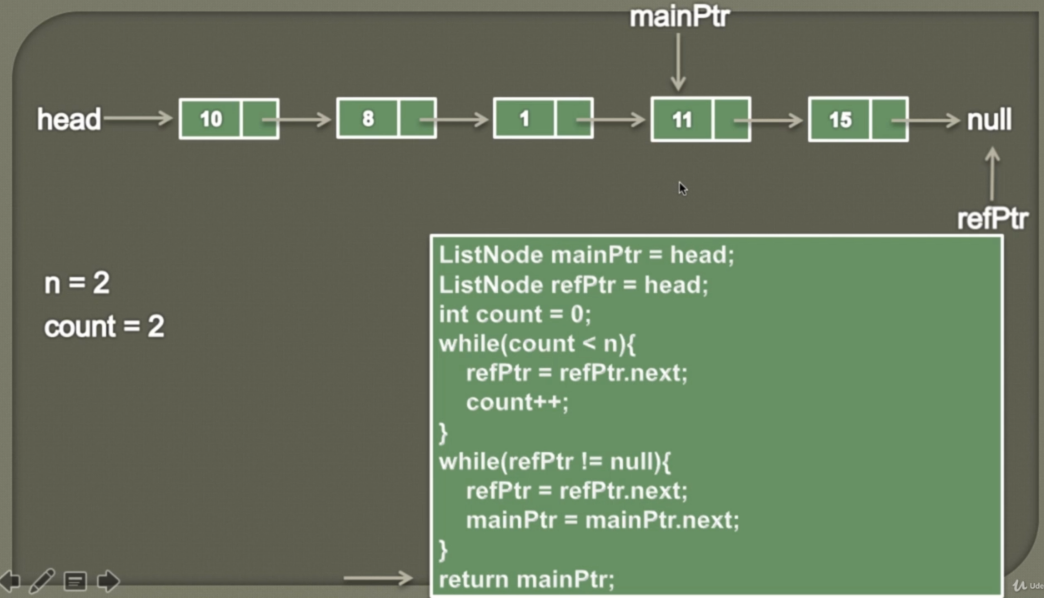 mainPtr
head 10 8 1 11 15 null
refPtr
n = 2
count = 2
ListNode mainPtr = head;
ListNode refPtr = head;
int count = 0;
while(count < n){
refPtr = refPtr.next;
count++;
}
while(refPtr != null){
refPtr = refPtr.next;
mainPtr = mainPtr.next;
}
return mainPtr;